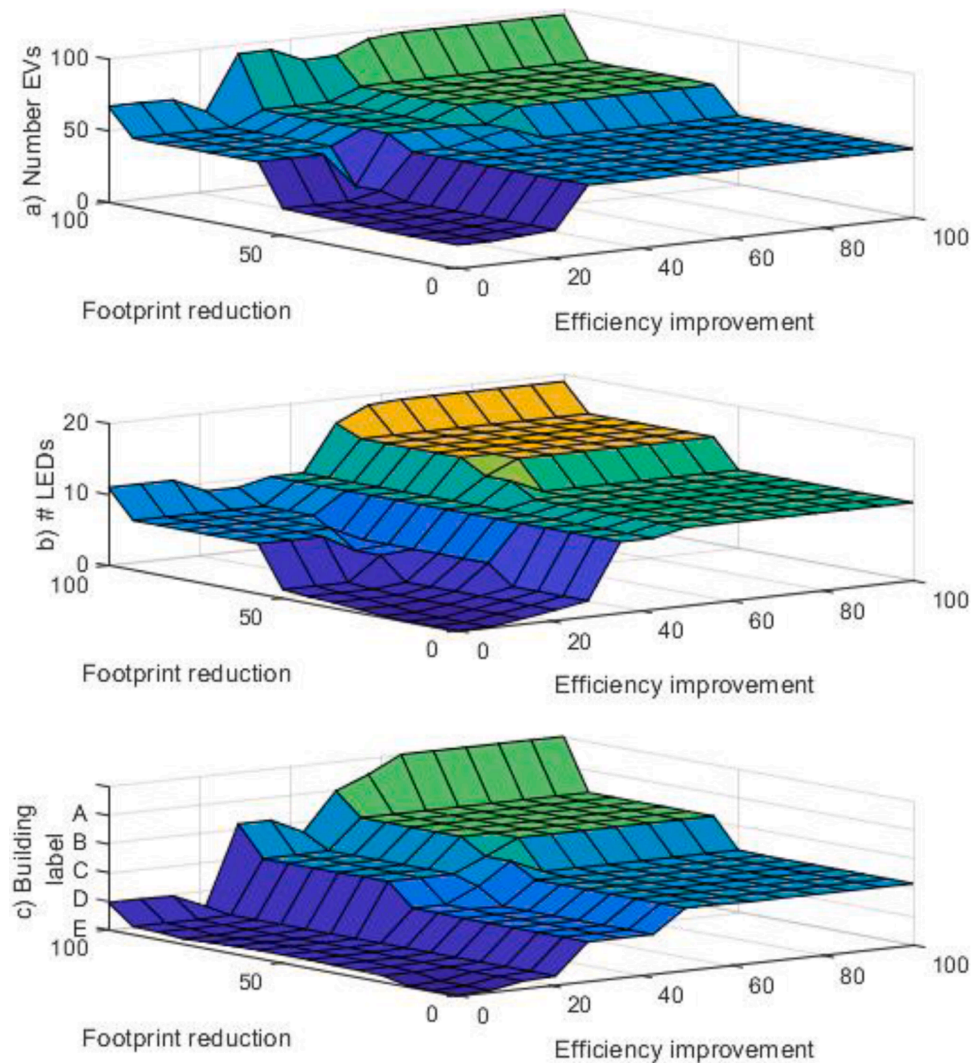 a) Number EVs
100
50
0
100
50
0
0
20
40
60
80
100
Footprint reduction
Efficiency improvement
b) # LEDs
20
10
0
100
50
0
0
20
40
60
80
100
Footprint reduction
Efficiency improvement
c) Building
label
A
B
C
D
E
100
50
0
0
20
40
60
80
100
Footprint reduction
Efficiency improvement